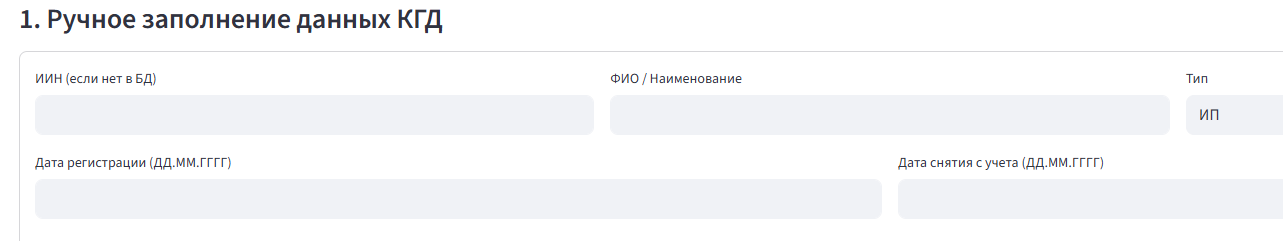 1. Ручное заполнение данных КГД
ИИН (если нет в БД) ФИО / Наименование Тип
ИП
Дата регистрации (ДД.ММ.ГГГГ) Дата снятия с учета (ДД.ММ.ГГГГ)